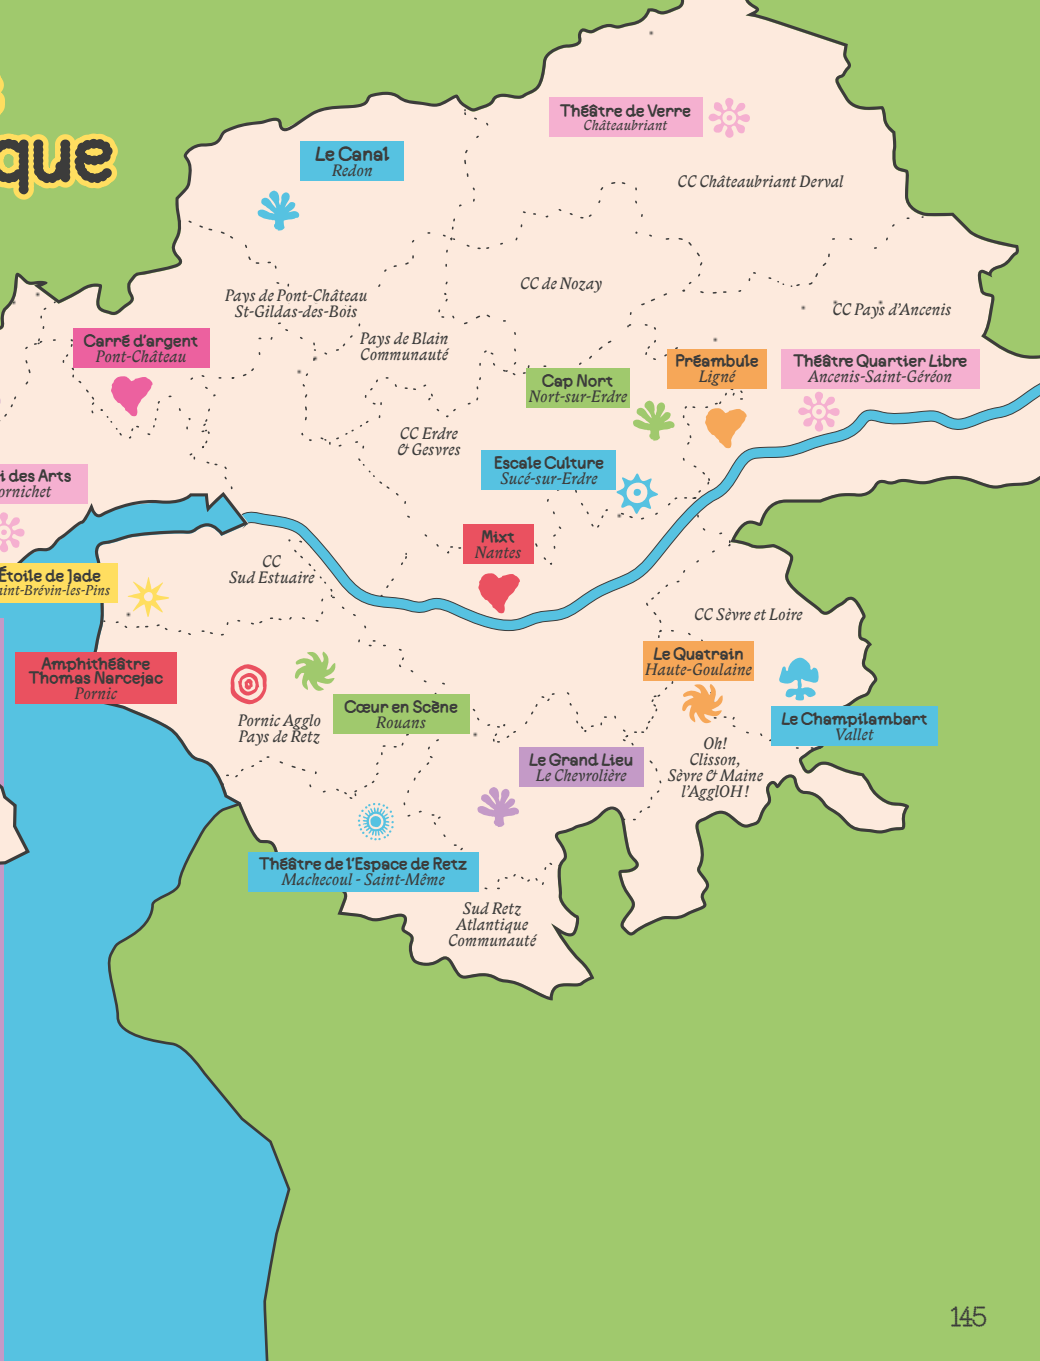 que
Théâtre de Verre
Châteaubriant
Le Canal
Redon
CC Châteaubriant Derval
CC de Nozay
Pays de Pont-Château
St-Gildas-des-Bois
CC Pays d'Ancenis
Carré d'argent
Pont-Château
Pays de Blain
Communauté
Préambule
Ligné
Théâtre Quartier Libre
Ancenis-Saint-Géréon
Cap Nort
Nort-sur-Erdre
CC Erdre
& Gesvres
Escale Culture
Sucé-sur-Erdre
i des Arts
ornichet
Mixt
Nantes
CC
Sud Estuaire
Étoile de Jade
aint-Brévin-les-Pins
CC Sèvre et Loire
Amphithéâtre
Thomas Narcejac
Pornic
Le Quatrain
Haute-Goulaine
Cœur en Scène
Rouans
Pornic Agglo
Pays de Retz
Le Champilambart
Vallet
Oh!
Clisson,
Sèvre & Maine
l'AgglOH!
Le Grand Lieu
Le Chevrolière
Théâtre de l'Espace de Retz
Machecoul - Saint-Même
Sud Retz
Atlantique
Communauté
145